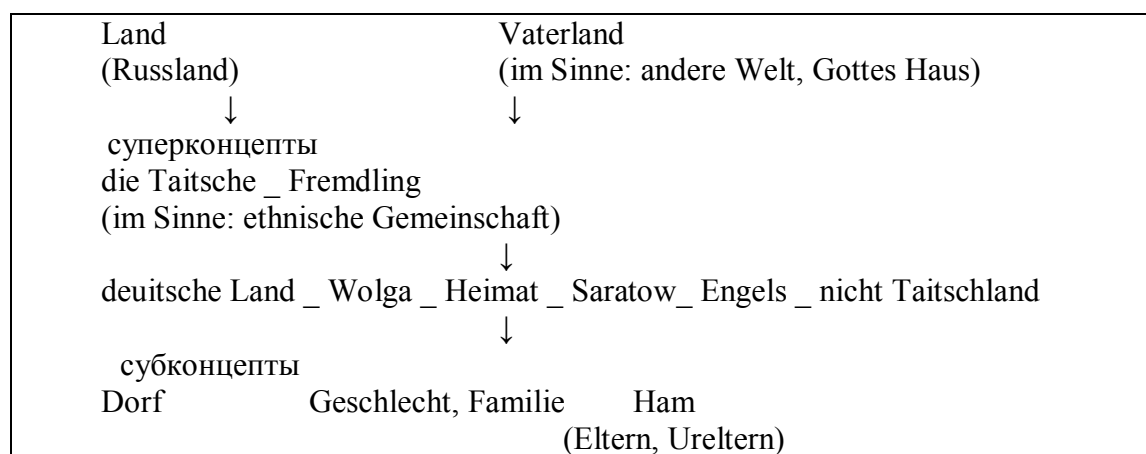 Land Vaterland
(Russland) (im Sinne: andere Welt, Gottes Haus)
↓ ↓
суперконцепты
die Taitsche _ Fremdling
(im Sinne: ethnische Gemeinschaft)
↓
deuitsche Land _ Wolga _ Heimat _ Saratow_ Engels _ nicht Taitschland
↓
субконцепты
Dorf Geschlecht, Familie Ham
(Eltern, Ureltern)